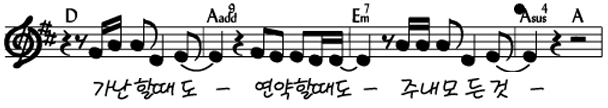 D Aadd9 Em7 Asus4 A
가난 할때 도 - 연약할때도 - 주내모 든것 -